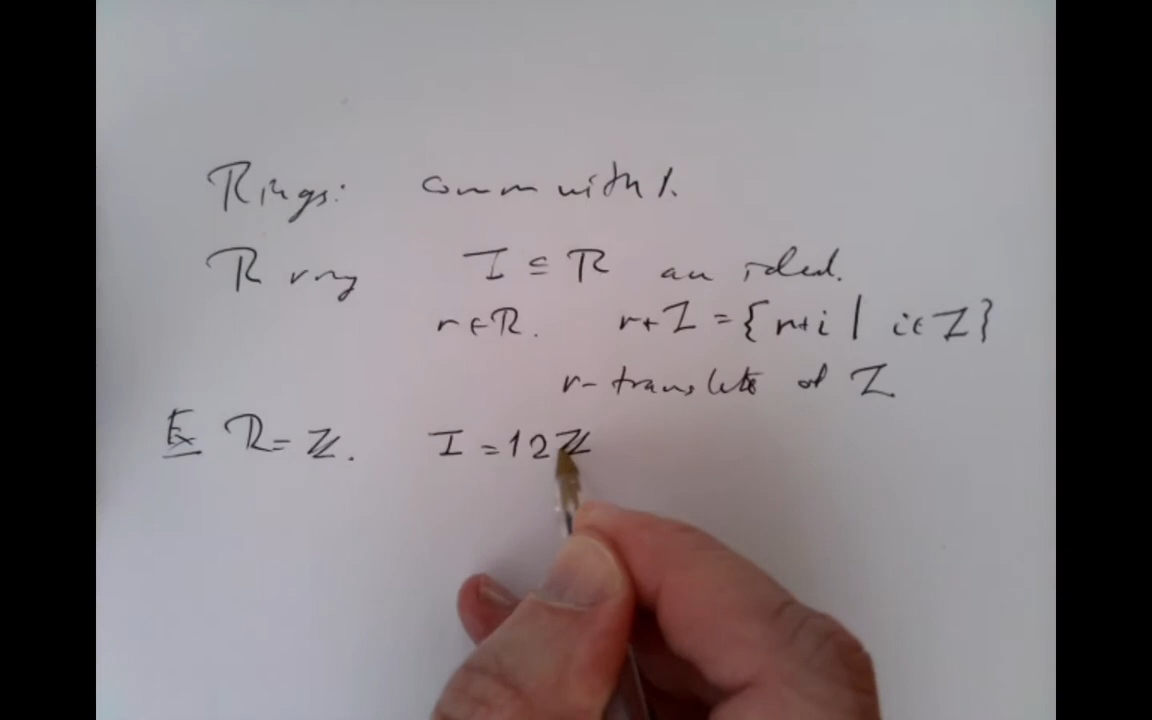 Rings: comm with 1.
R ring I ⊆ R an ideal.
r ∈ R. r+I = {r+i | i ∈ I}
r-translate of I
Ex R = ℤ. I = 12ℤ